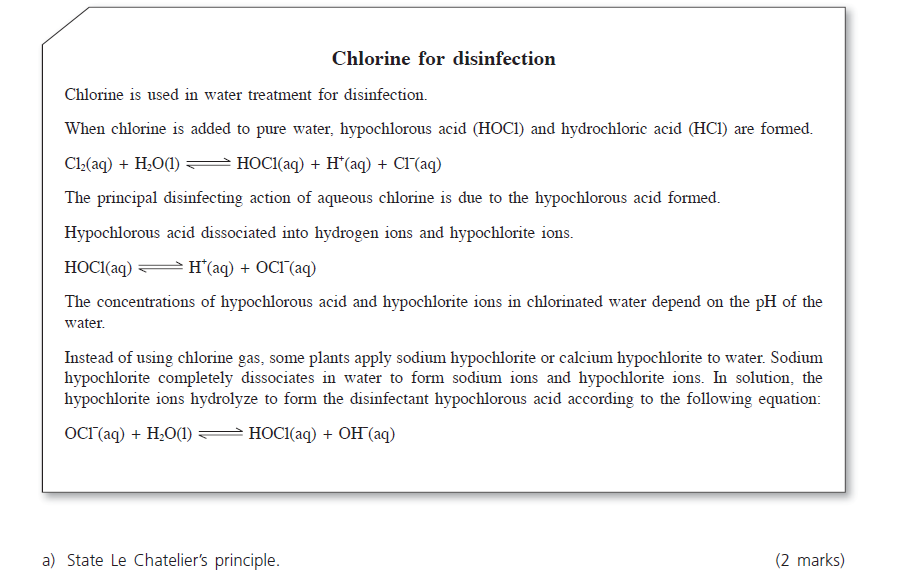 Chlorine for disinfection
Chlorine is used in water treatment for disinfection.
When chlorine is added to pure water, hypochlorous acid (HOCl) and hydrochloric acid (HCl) are formed.
Cl₂(aq) + H₂O(l) ⇌ HOCl(aq) + H⁺(aq) + Cl⁻(aq)
The principal disinfecting action of aqueous chlorine is due to the hypochlorous acid formed.
Hypochlorous acid dissociated into hydrogen ions and hypochlorite ions.
HOCl(aq) ⇌ H⁺(aq) + OCl⁻(aq)
The concentrations of hypochlorous acid and hypochlorite ions in chlorinated water depend on the pH of the
water.
Instead of using chlorine gas, some plants apply sodium hypochlorite or calcium hypochlorite to water. Sodium
hypochlorite completely dissociates in water to form sodium ions and hypochlorite ions. In solution, the
hypochlorite ions hydrolyze to form the disinfectant hypochlorous acid according to the following equation:
OCl⁻(aq) + H₂O(l) ⇌ HOCl(aq) + OH⁻(aq)
a) State Le Chatelier's principle. (2 marks)